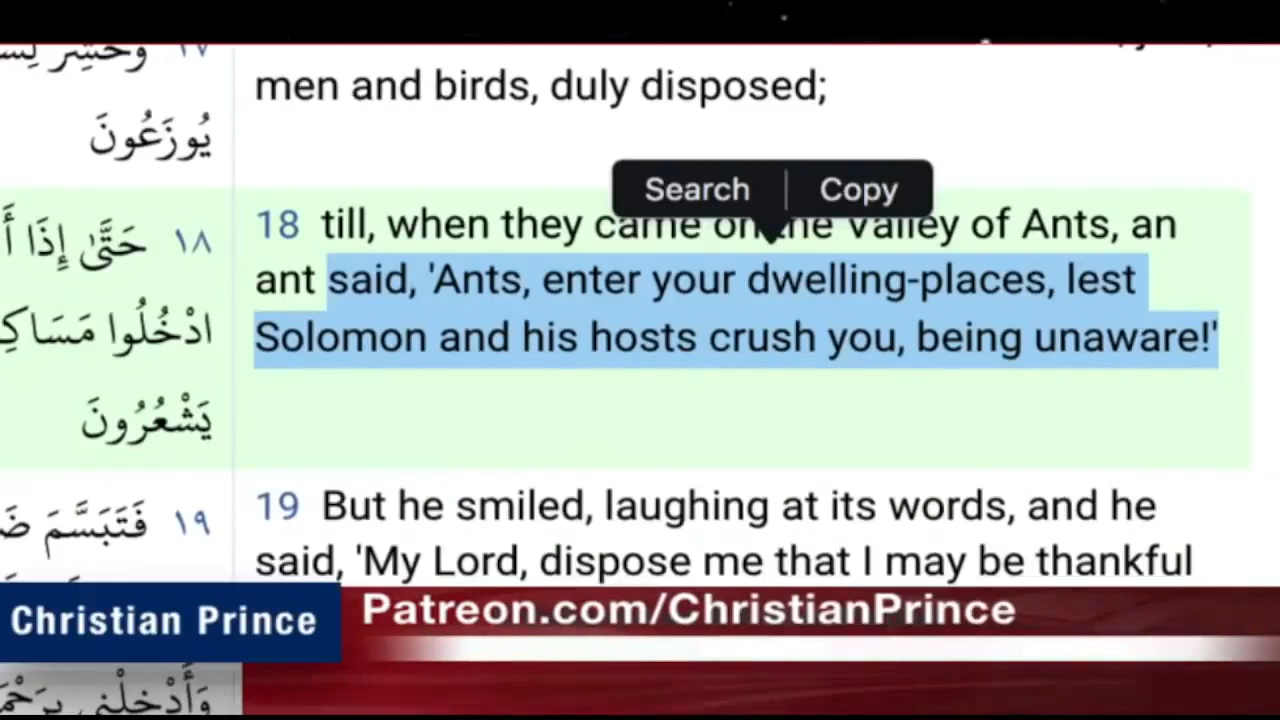 men and birds, duly disposed;
يُوزَعُونَ
Search
Copy
18 till, when they came on the Valley of Ants, an
ant said, 'Ants, enter your dwelling-places, lest
Solomon and his hosts crush you, being unaware!'
١٨ حَتَّىٰ إِذَا
ادْخُلُوا
يَشْعُرُونَ
19 But he smiled, laughing at its words, and he
said, 'My Lord, dispose me that I may be thankful
١٩ فَتَبَسَّمَ
Christian Prince
Patreon.com/ChristianPrince
وَأَدْخِلْنِي